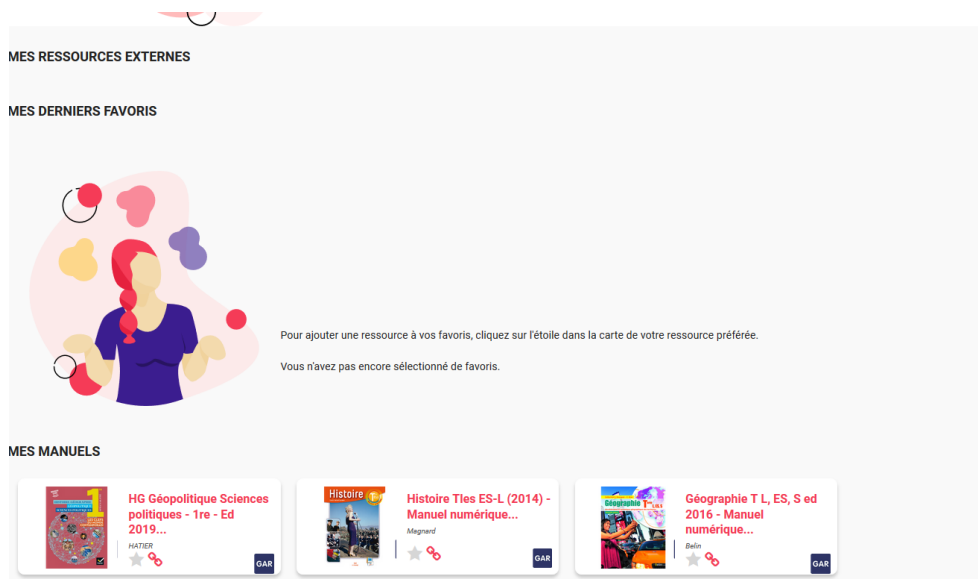 MES RESSOURCES EXTERNES
MES DERNIERS FAVORIS
Pour ajouter une ressource à vos favoris, cliquez sur l'étoile dans la carte de votre ressource préférée.
Vous n'avez pas encore sélectionné de favoris.
MES MANUELS
1
HG Géopolitique Sciences
politiques - 1re - Ed
2019...
HATIER
GAR
Histoire
Histoire Tles ES-L (2014) -
Manuel numérique...
Magnard
GAR
Géographie
Géographie T L, ES, S ed
2016 - Manuel
numérique...
Belin
GAR